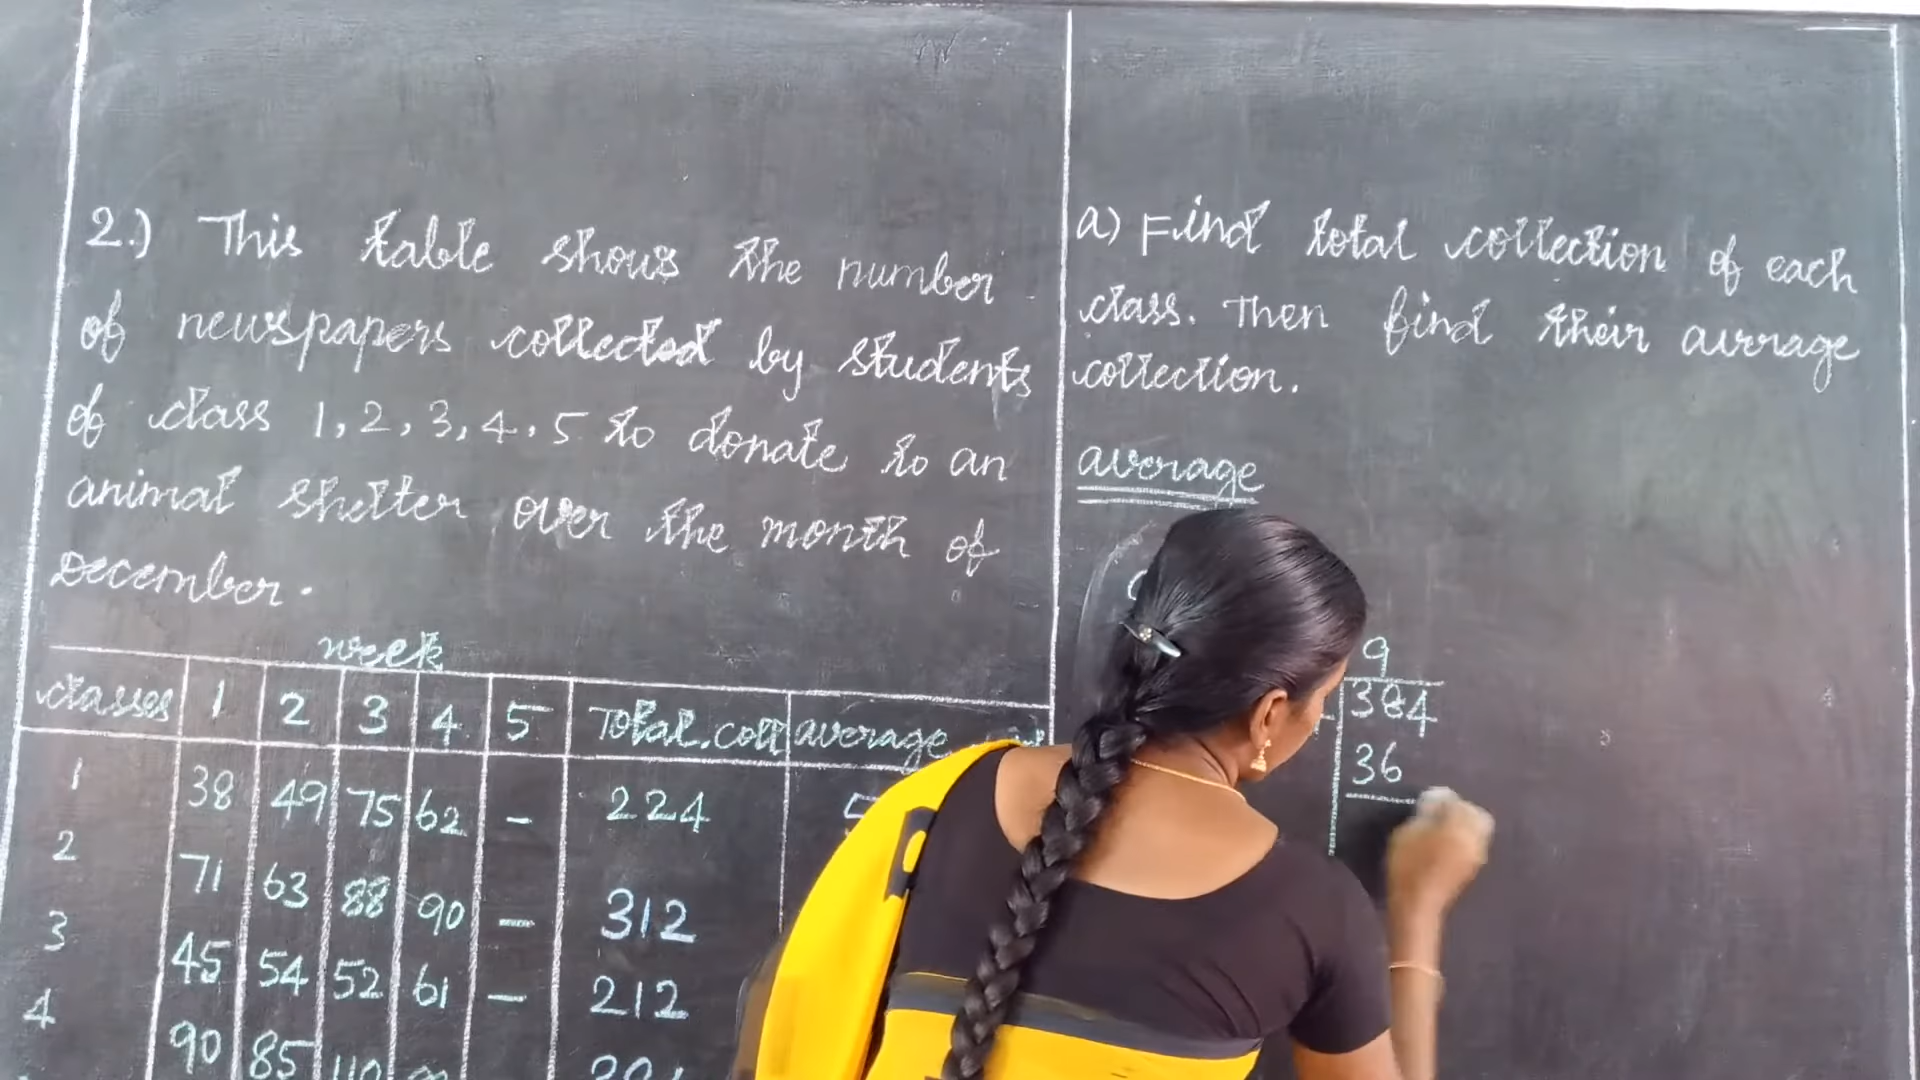 2.) This table shows the number
of newspapers collected by students
of class 1, 2, 3, 4, 5 to donate to an
animal shelter over the month of
December.
week
classes 1 2 3 4 5 Total.coll average
1 38 49 75 62 - 224
2 71 63 88 90 - 312
3 45 54 52 61 - 212
4 90 85 110
a) Find total collection of each
class. Then find their average
collection.
average
9
384
36